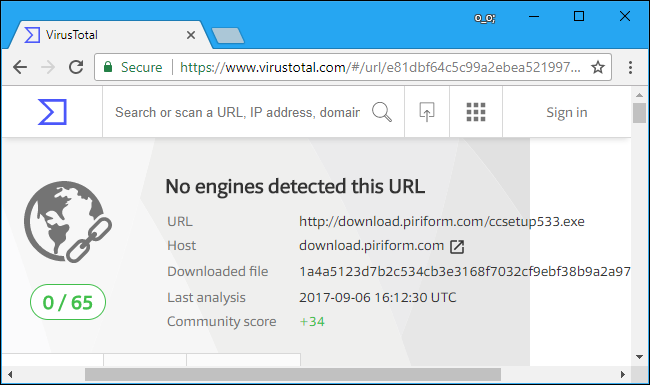 o_o;
VirusTotal
Secure https://www.virustotal.com/#/url/e81dbf64c5c99a2ebea521997...
Search or scan a URL, IP address, domain Sign in
No engines detected this URL
URL http://download.piriform.com/ccsetup533.exe
Host download.piriform.com
Downloaded file 1a4a5123d7b2c534cb3e3168f7032cf9ebf38b9a2a97
0 / 65
Last analysis 2017-09-06 16:12:30 UTC
Community score +34